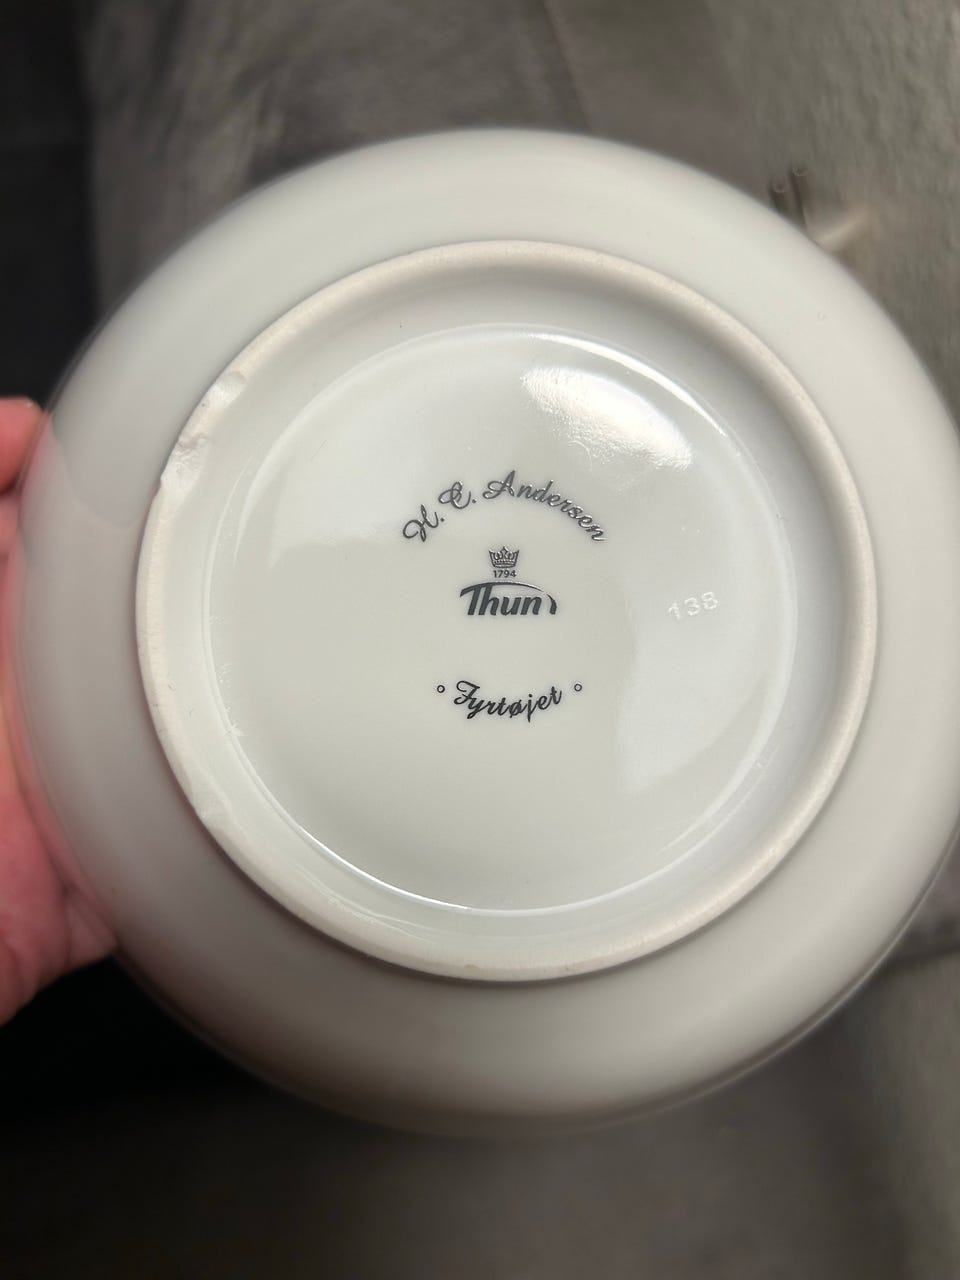 H. C. Andersen
1794
Thun
° Fyrtøjet °
138